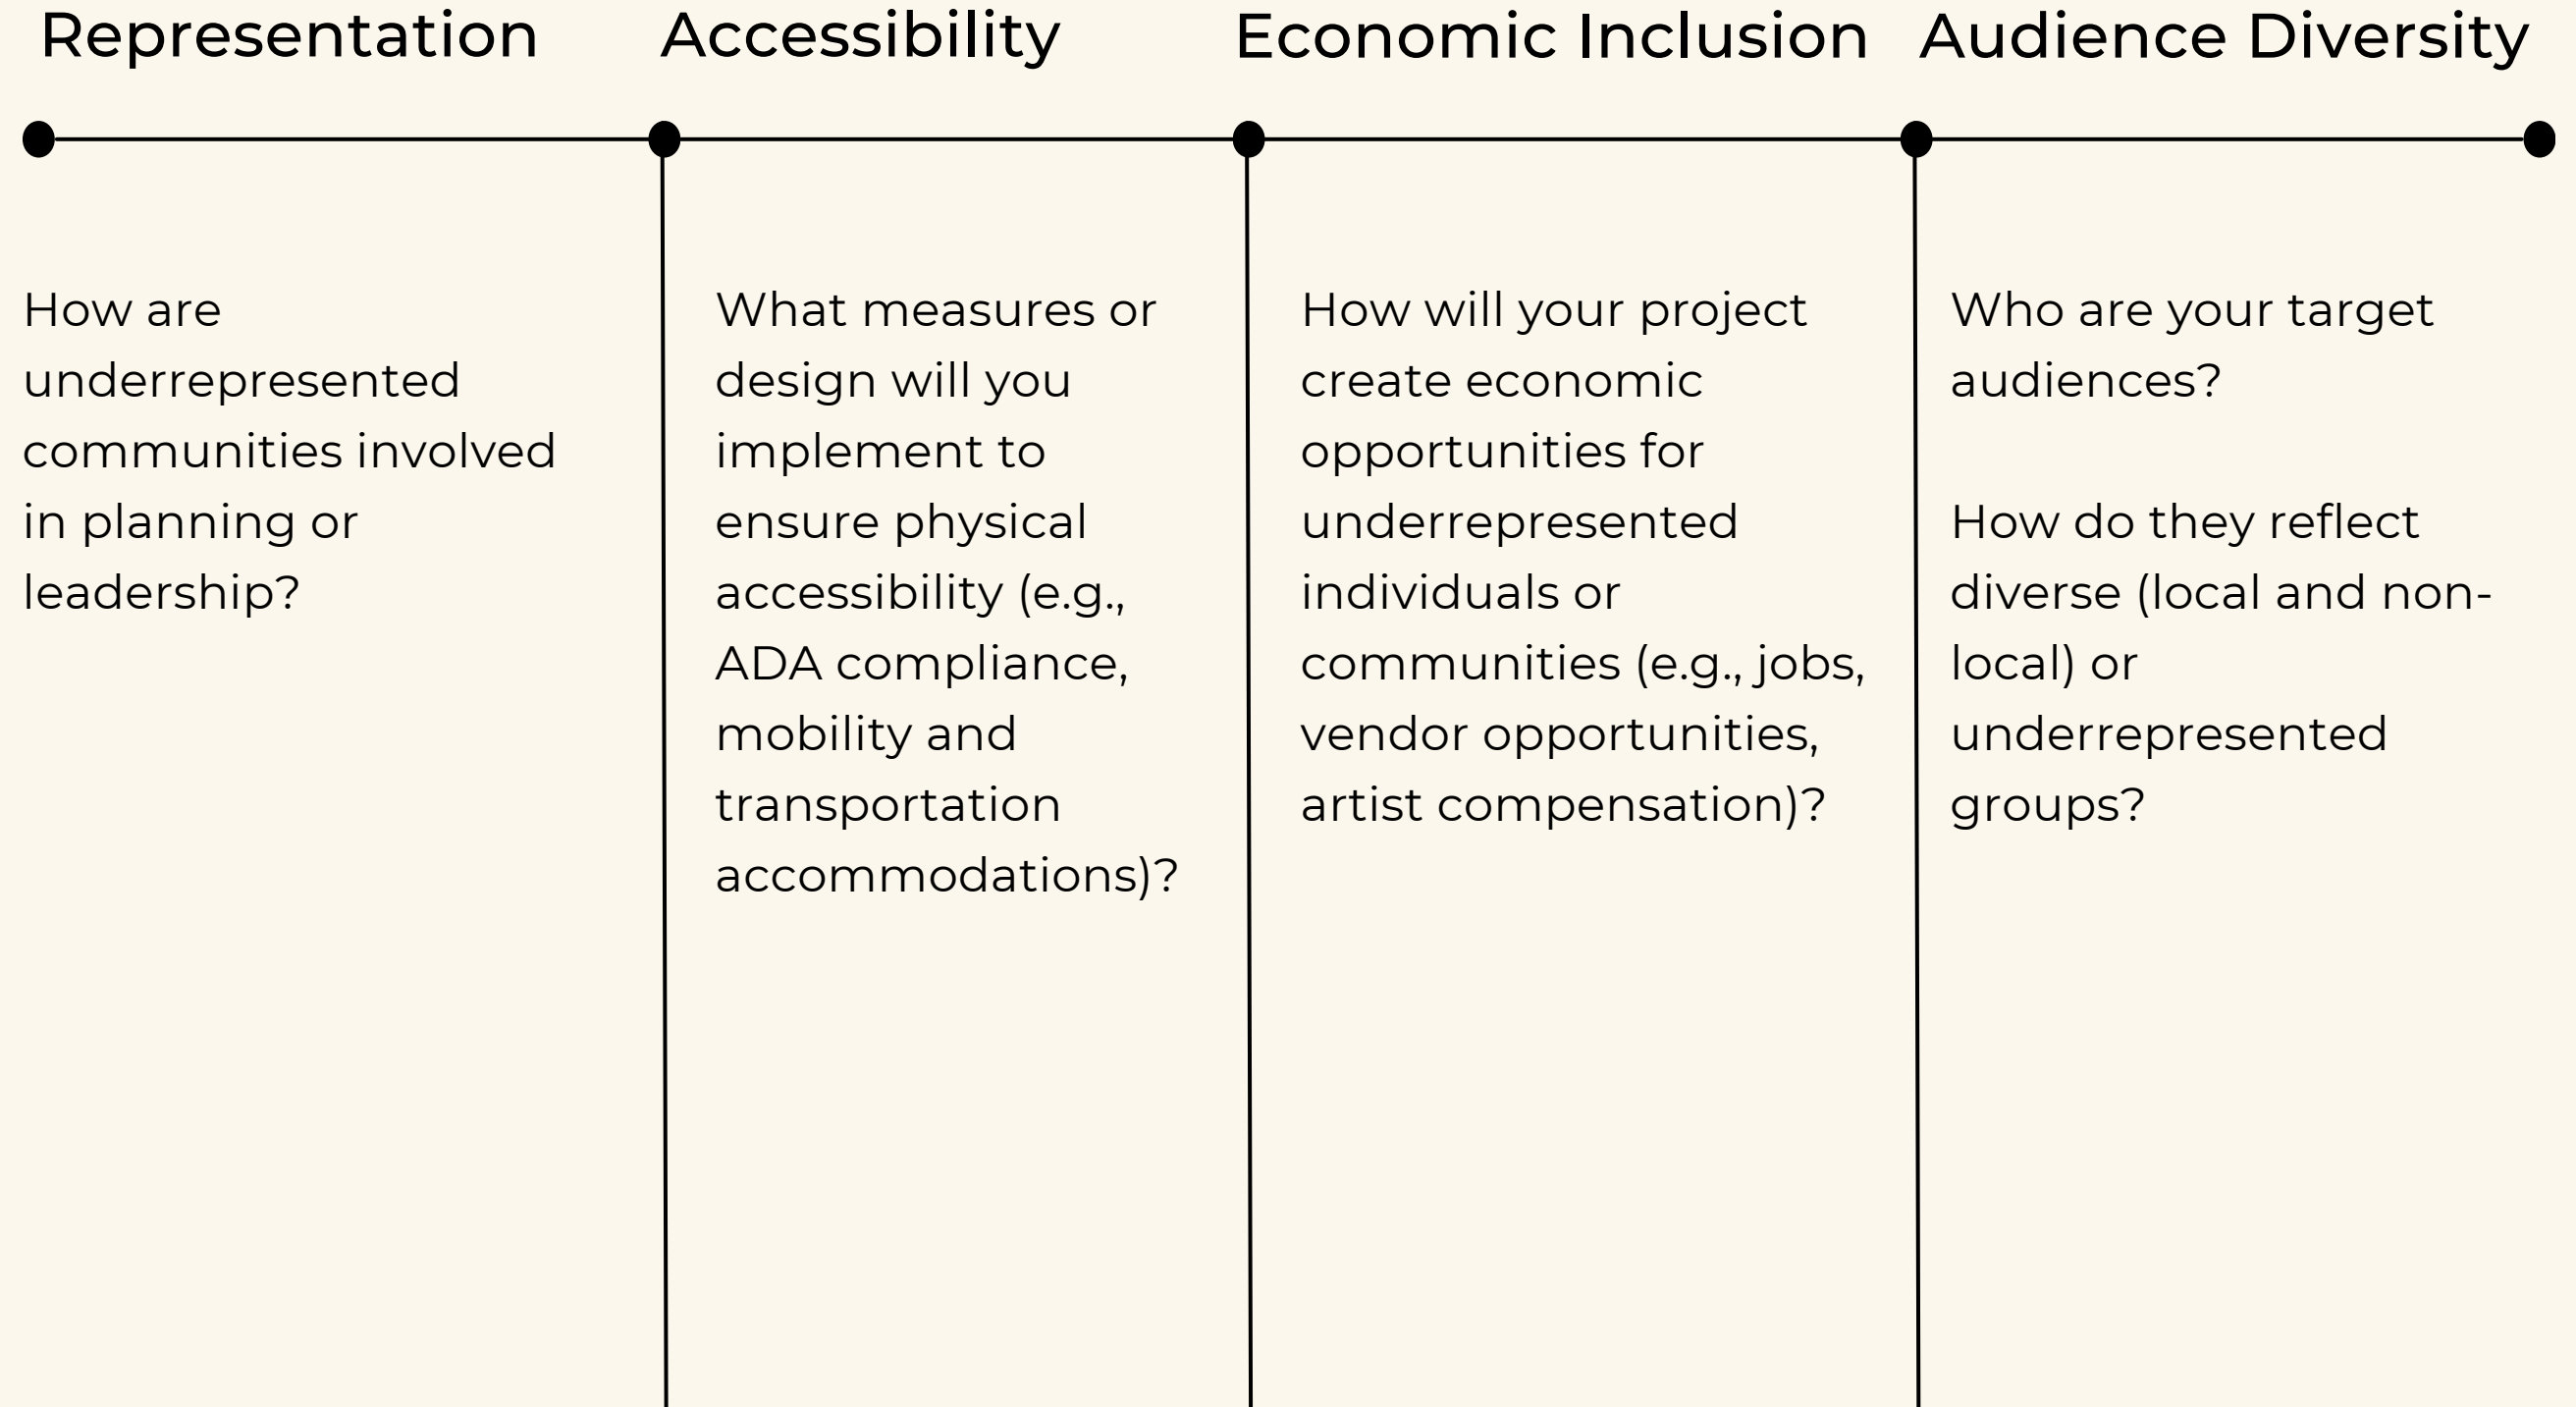 Representation
Accessibility
Economic Inclusion
Audience Diversity
How are
underrepresented
communities involved
in planning or
leadership?
What measures or
design will you
implement to
ensure physical
accessibility (e.g.,
ADA compliance,
mobility and
transportation
accommodations)?
How will your project
create economic
opportunities for
underrepresented
individuals or
communities (e.g., jobs,
vendor opportunities,
artist compensation)?
Who are your target
audiences?
How do they reflect
diverse (local and non-
local) or
underrepresented
groups?